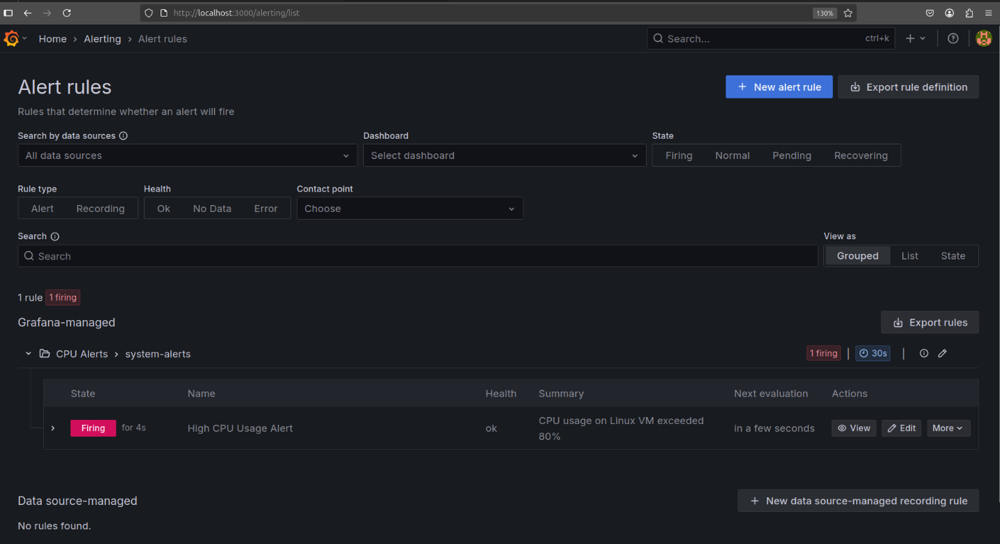 http://localhost:3000/alerting/list 130%
Home › Alerting › Alert rules Search... ctrl+k
Alert rules
New alert rule Export rule definition
Rules that determine whether an alert will fire
Search by data sources Dashboard State
All data sources Select dashboard Firing Normal Pending Recovering
Rule type Health Contact point
Alert Recording Ok No Data Error Choose
Search View as
Search Grouped List State
1 rule 1 firing
Grafana-managed Export rules
CPU Alerts › system-alerts 1 firing | 30s |
State Name Health Summary Next evaluation Actions
Firing for 4s High CPU Usage Alert ok CPU usage on Linux VM exceeded in a few seconds View Edit More
80%
Data source-managed New data source-managed recording rule
No rules found.